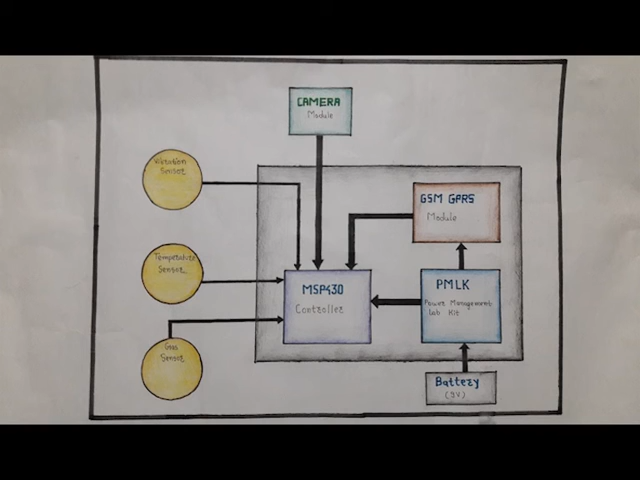 CAMERA
Module
Vibration
Sensor
GSM GPRS
Module
Temperature
Sensor
MSP430
Controller
PMLK
Power Management
Lab Kit
Gas
Sensor
Battery
(9V)